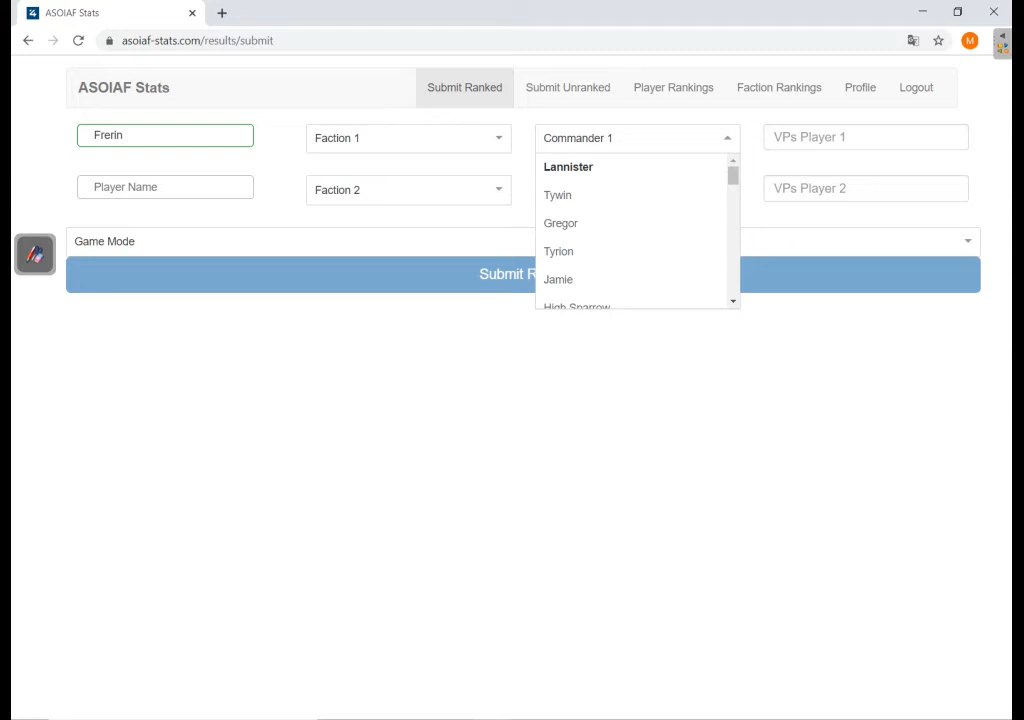 ASOIAF Stats
asoiaf-stats.com/results/submit
M
ASOIAF Stats
Submit Ranked
Submit Unranked
Player Rankings
Faction Rankings
Profile
Logout
Frerin
Faction 1
Commander 1
VPs Player 1
Lannister
Player Name
Faction 2
Tywin
VPs Player 2
Gregor
Game Mode
Tyrion
Submit R
Jamie
High Sparrow